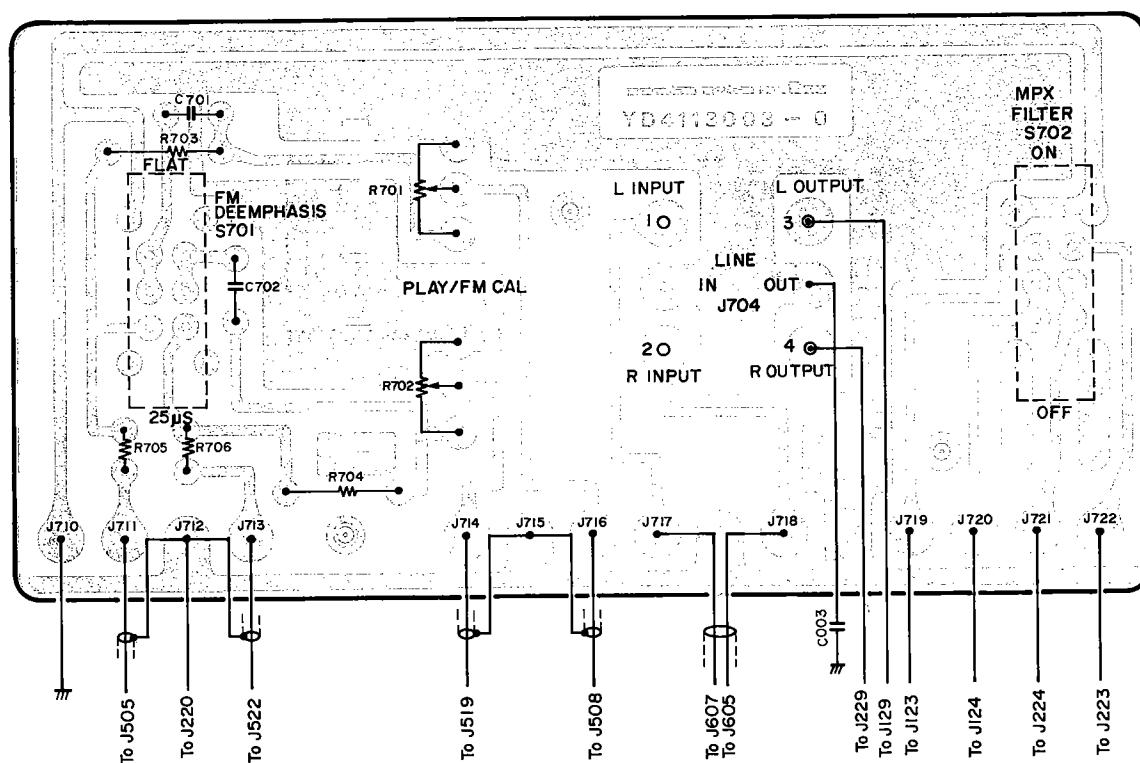 YD4112003-0
C701
R703
FLAT
FM
DEEMPHASIS
S701
C702
25µS
R705
R706
R704
R701
PLAY/FM CAL
R702
L INPUT
L OUTPUT
1
3
LINE
IN OUT
J704
2
4
R INPUT
R OUTPUT
MPX
FILTER
S702
ON
OFF
J710
J711
J712
J713
J714
J715
J716
J717
J718
J719
J720
J721
J722
C003
To J505
To J220
To J522
To J519
To J508
To J607
To J605
To J229
To J129
To J123
To J124
To J224
To J223